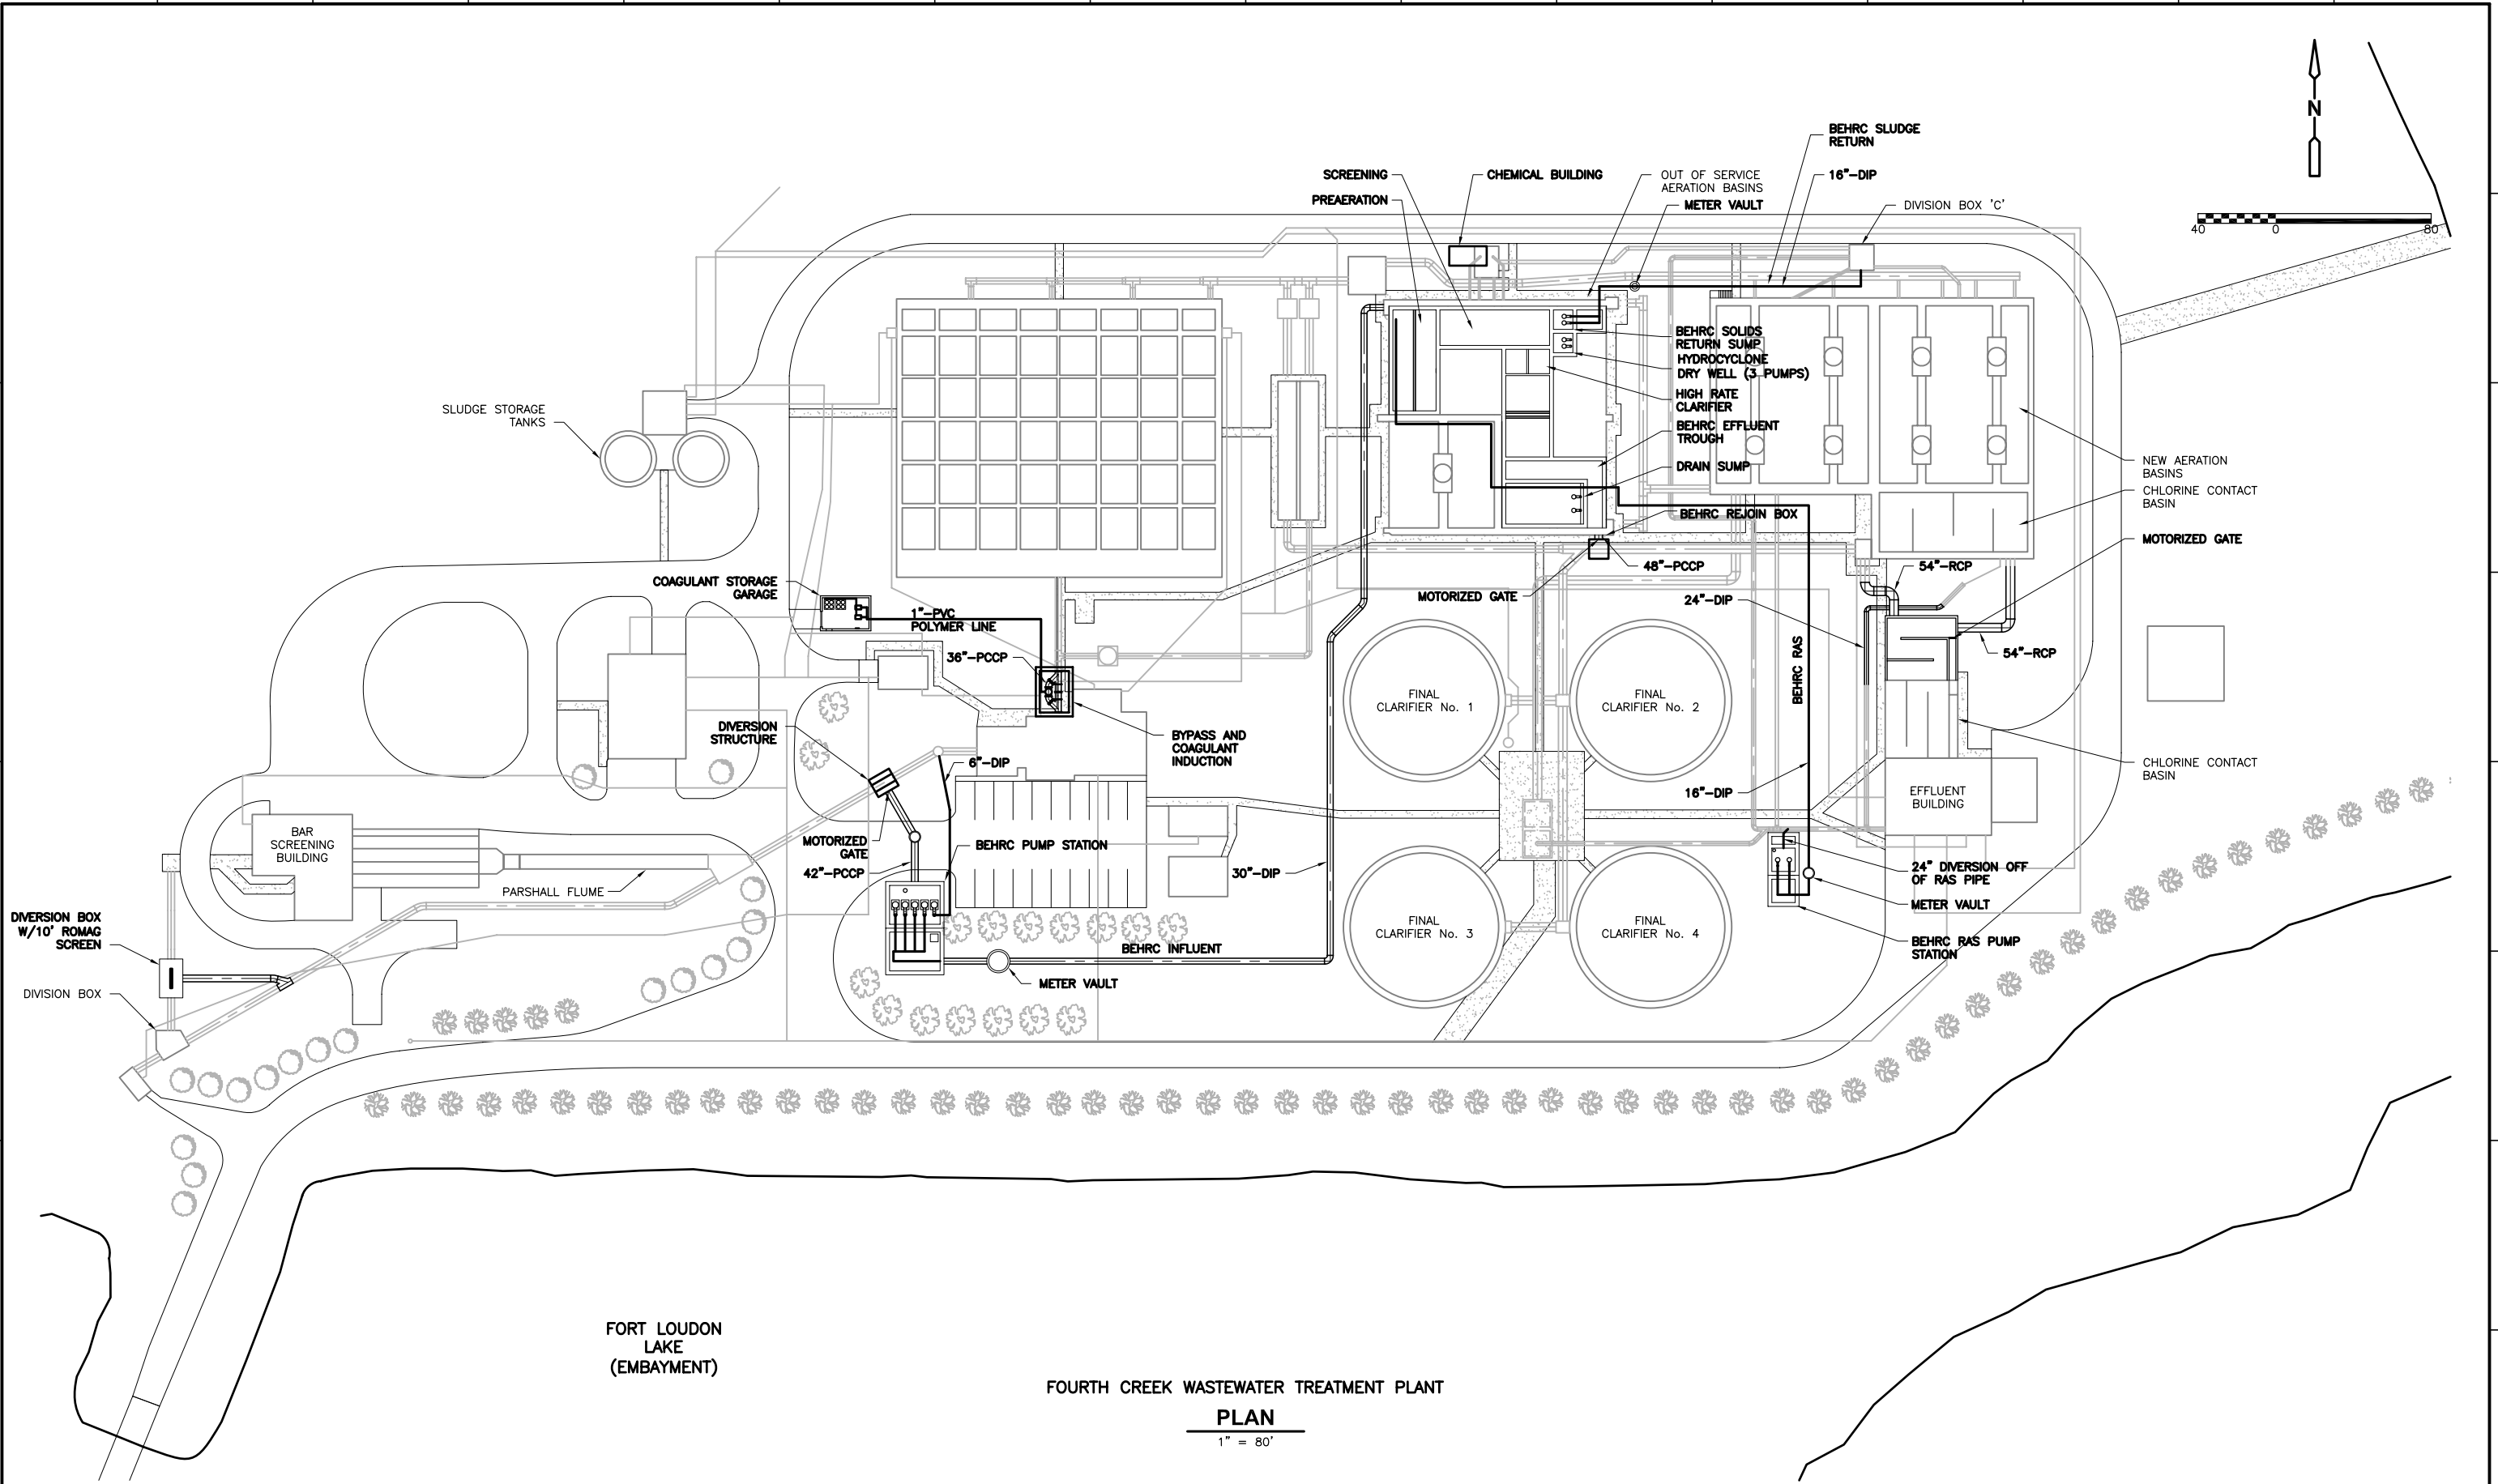 N
40 0 80
BEHRC SLUDGE
RETURN
16"-DIP
SCREENING
CHEMICAL BUILDING
OUT OF SERVICE
AERATION BASINS
PREAERATION
METER VAULT
DIVISION BOX 'C'
BEHRC SOLIDS
RETURN SUMP
HYDROCYCLONE
DRY WELL (3 PUMPS)
HIGH RATE
CLARIFIER
BEHRC EFFLUENT
TROUGH
DRAIN SUMP
BEHRC REJOIN BOX
SLUDGE STORAGE
TANKS
NEW AERATION
BASINS
CHLORINE CONTACT
BASIN
MOTORIZED GATE
48"-PCCP
54"-RCP
MOTORIZED GATE
24"-DIP
COAGULANT STORAGE
GARAGE
1"-PVC
POLYMER LINE
36"-PCCP
54"-RCP
BEHRC RAS
FINAL
CLARIFIER No. 1
FINAL
CLARIFIER No. 2
DIVERSION
STRUCTURE
BYPASS AND
COAGULANT
INDUCTION
6"-DIP
CHLORINE CONTACT
BASIN
16"-DIP
EFFLUENT
BUILDING
BAR
SCREENING
BUILDING
MOTORIZED
GATE
BEHRC PUMP STATION
42"-PCCP
30"-DIP
24" DIVERSION OFF
OF RAS PIPE
PARSHALL FLUME
METER VAULT
DIVERSION BOX
W/10' ROMAG
SCREEN
FINAL
CLARIFIER No. 3
FINAL
CLARIFIER No. 4
BEHRC INFLUENT
BEHRC RAS PUMP
STATION
METER VAULT
DIVISION BOX
FORT LOUDON
LAKE
(EMBAYMENT)
FOURTH CREEK WASTEWATER TREATMENT PLANT
PLAN
1" = 80'